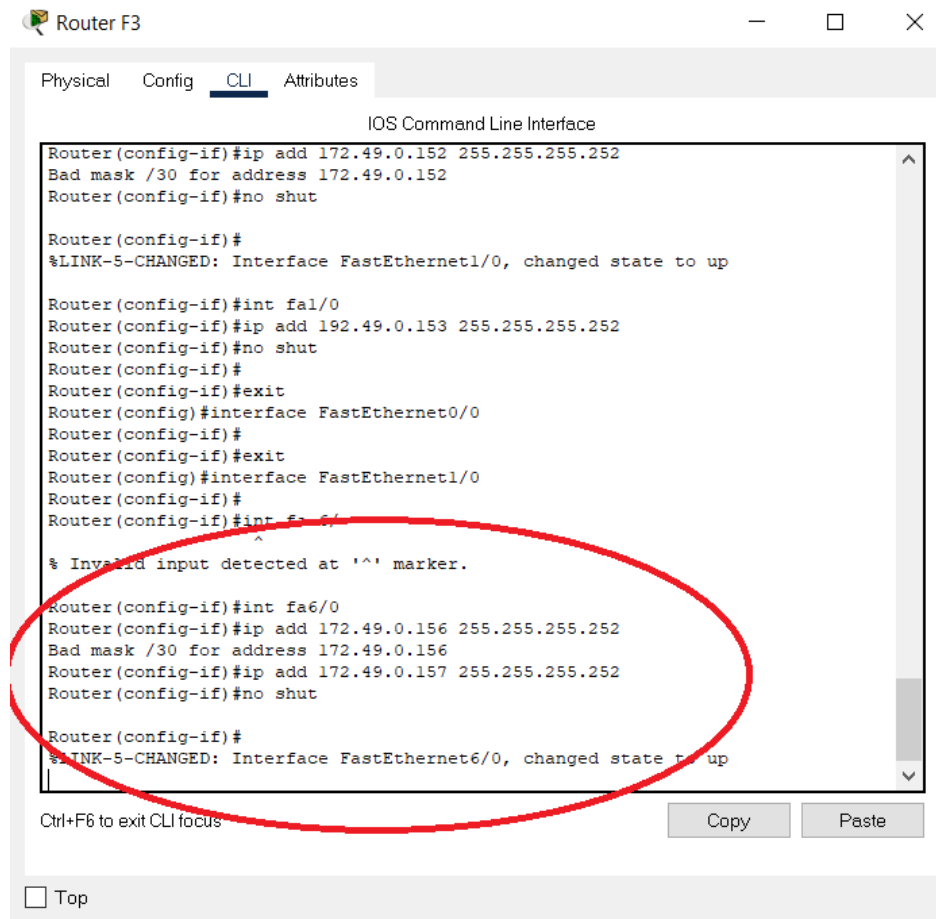 Router F3
Physical Config CLI Attributes
IOS Command Line Interface
Router(config-if)#ip add 172.49.0.152 255.255.255.252
Bad mask /30 for address 172.49.0.152
Router(config-if)#no shut
Router(config-if)#
%LINK-5-CHANGED: Interface FastEthernet1/0, changed state to up
Router(config-if)#int fa1/0
Router(config-if)#ip add 192.49.0.153 255.255.255.252
Router(config-if)#no shut
Router(config-if)#
Router(config-if)#exit
Router(config)#interface FastEthernet0/0
Router(config-if)#
Router(config-if)#exit
Router(config)#interface FastEthernet1/0
Router(config-if)#
Router(config-if)#int fa
^
% Invalid input detected at '^' marker.
Router(config-if)#int fa6/0
Router(config-if)#ip add 172.49.0.156 255.255.255.252
Bad mask /30 for address 172.49.0.156
Router(config-if)#ip add 172.49.0.157 255.255.255.252
Router(config-if)#no shut
Router(config-if)#
%LINK-5-CHANGED: Interface FastEthernet6/0, changed state to up
Ctrl+F6 to exit CLI focus
Copy Paste
Top